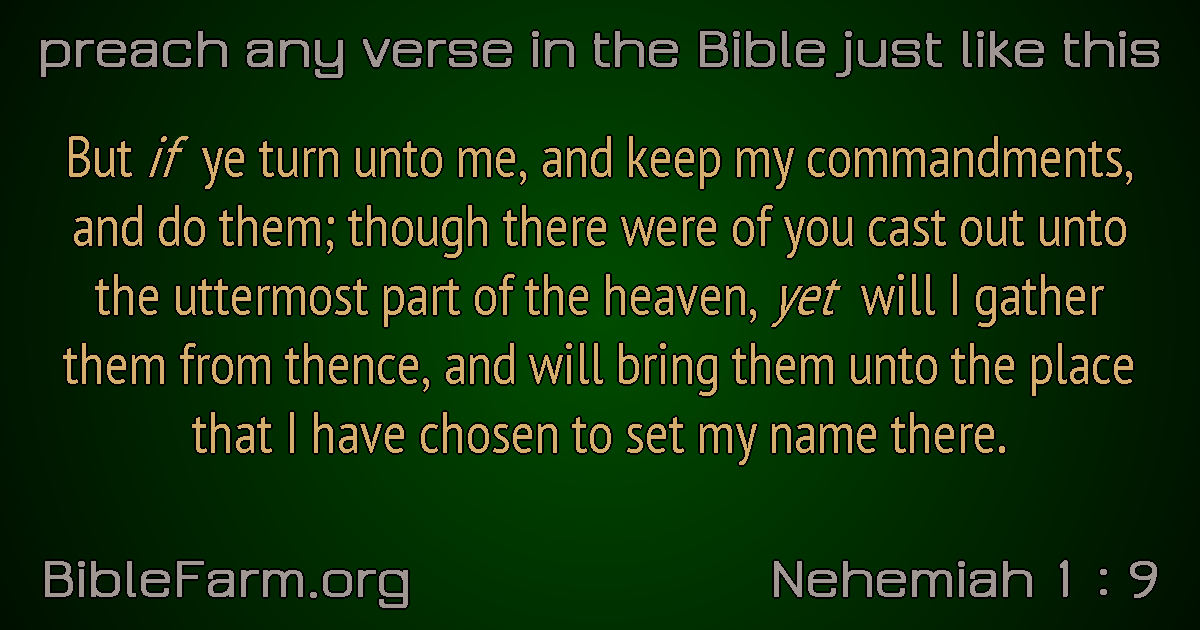 preach any verse in the Bible just like this
But if ye turn unto me, and keep my commandments,
and do them; though there were of you cast out unto
the uttermost part of the heaven, yet will I gather
them from thence, and will bring them unto the place
that I have chosen to set my name there.
BibleFarm.org
Nehemiah 1 : 9